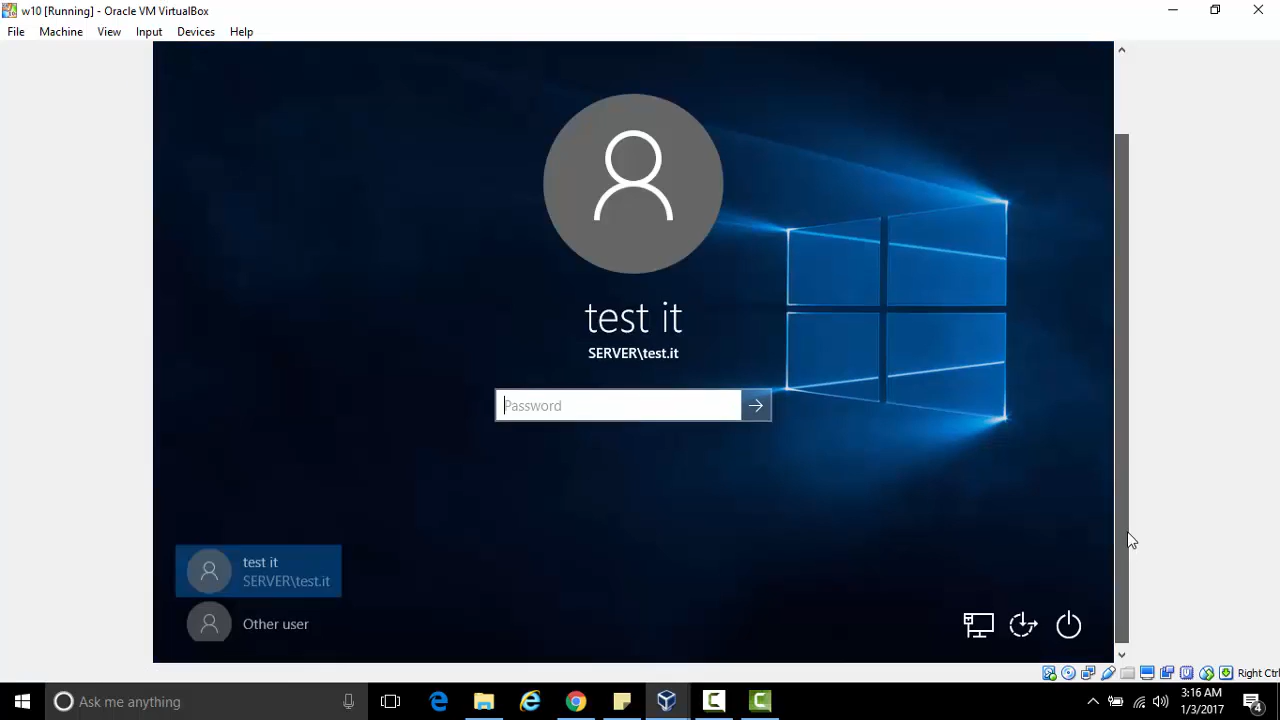 w10 [Running] - Oracle VM VirtualBox
File Machine View Input Devices Help
test it
SERVER\test.it
Password
test it
SERVER\test.it
Other user
Right Ctrl
Ask me anything
3:16 AM
1/3/2017
4